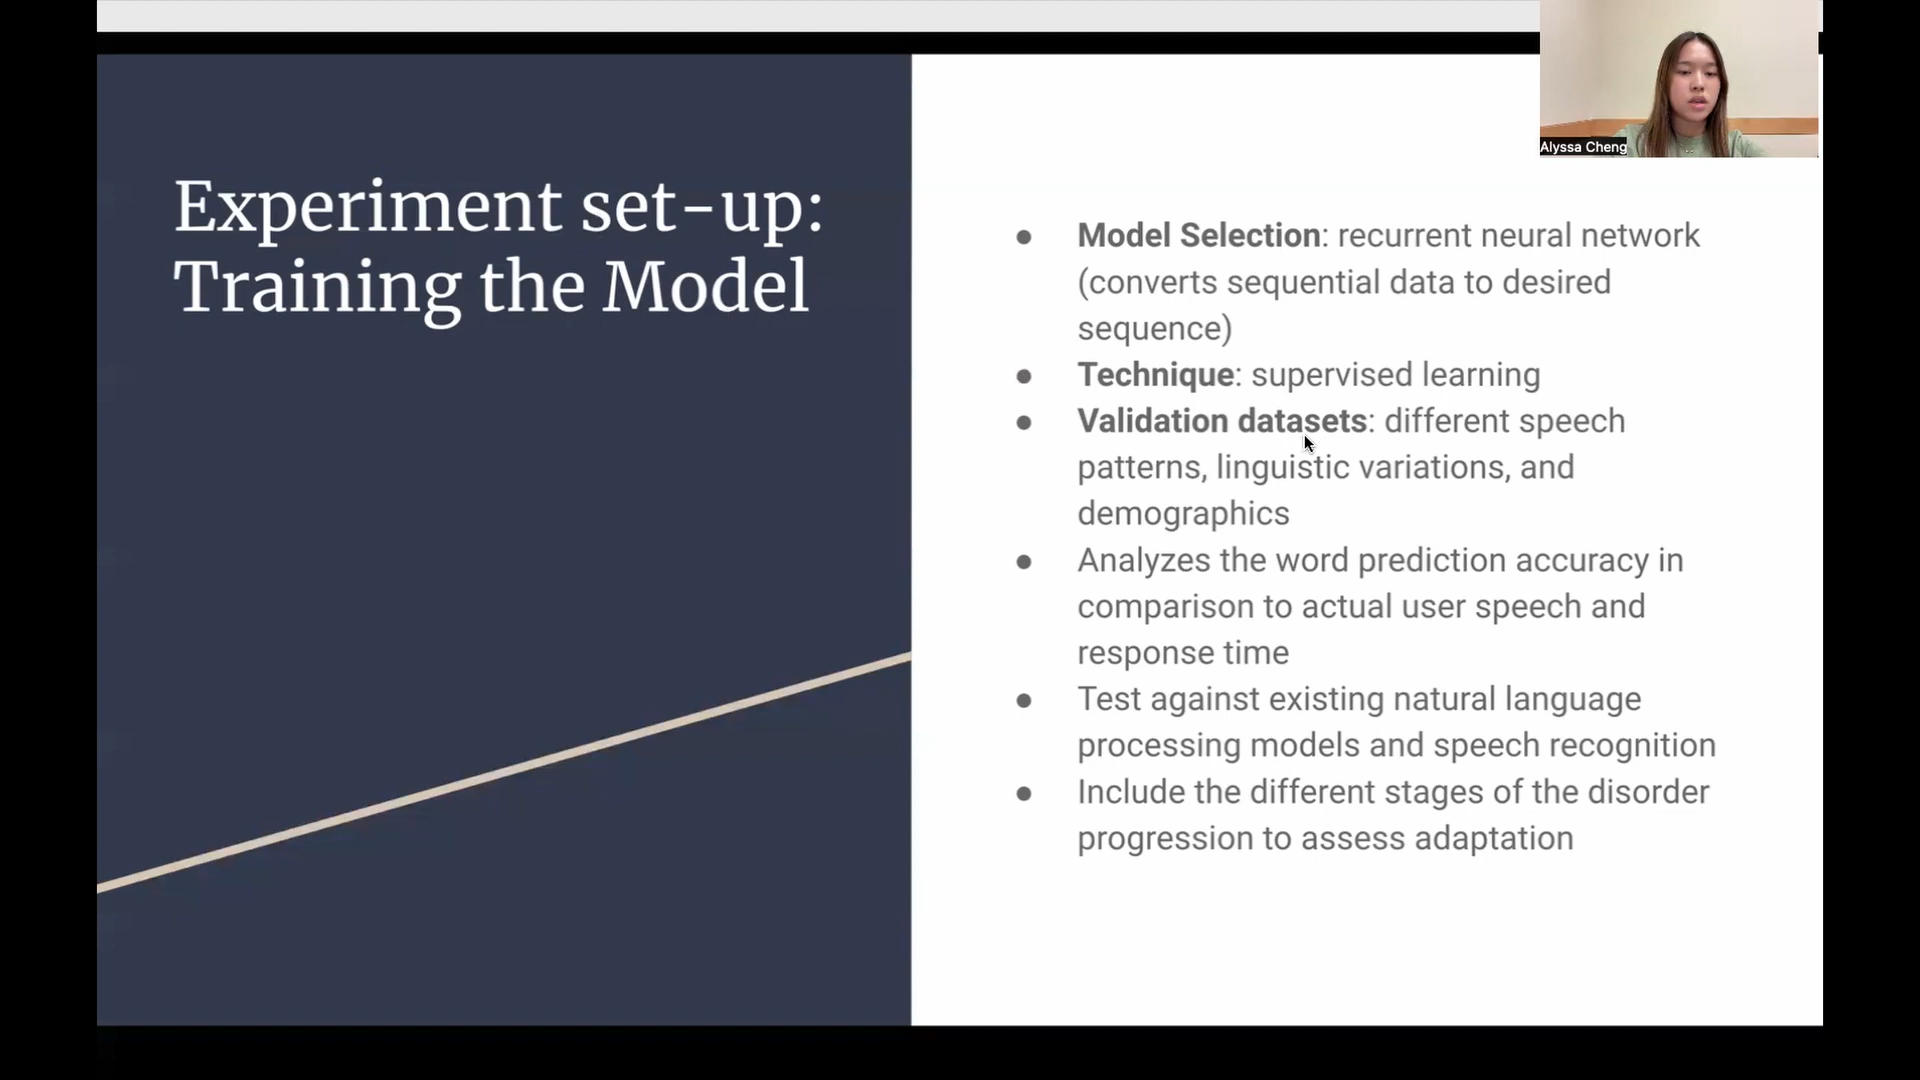 Alyssa Cheng
Experiment set-up:
Training the Model
● Model Selection: recurrent neural network
(converts sequential data to desired
sequence)
● Technique: supervised learning
● Validation datasets: different speech
patterns, linguistic variations, and
demographics
● Analyzes the word prediction accuracy in
comparison to actual user speech and
response time
● Test against existing natural language
processing models and speech recognition
● Include the different stages of the disorder
progression to assess adaptation